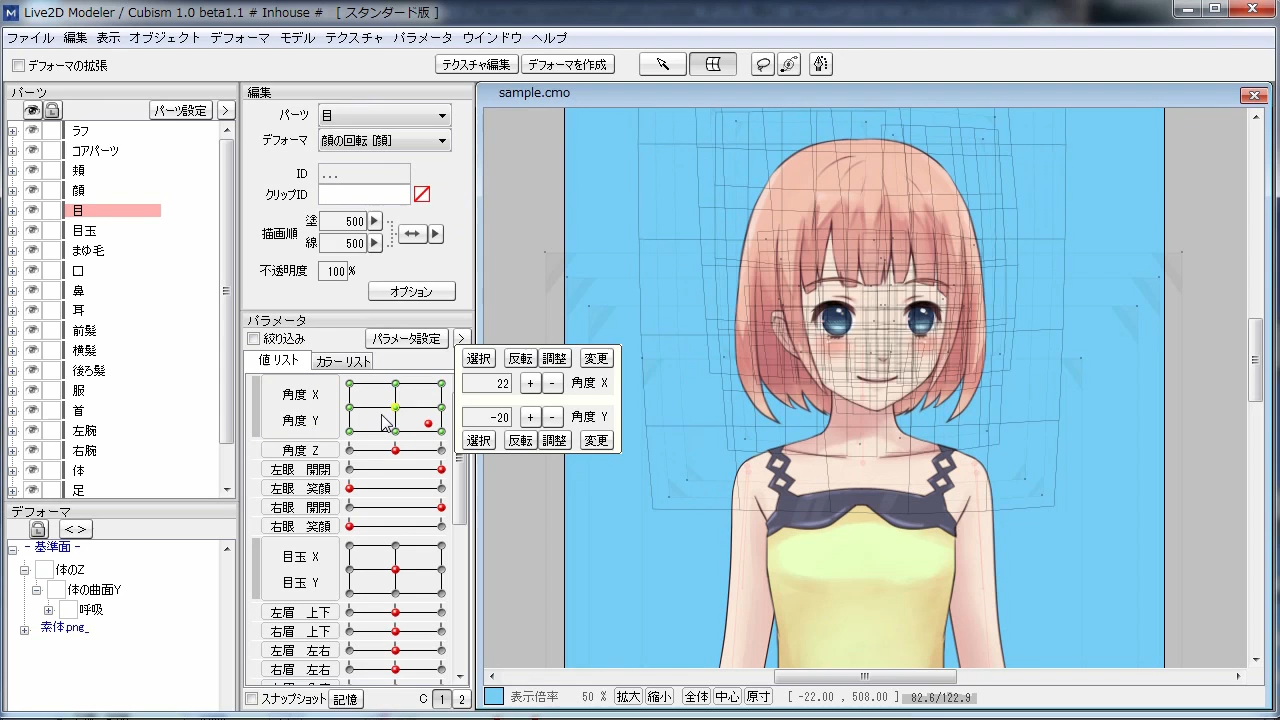 Live2D Modeler / Cubism 1.0 beta1.1 # Inhouse # [ スタンダード版 ]
ファイル 編集 表示 オブジェクト デフォーマ モデル テクスチャ パラメータ ウインドウ ヘルプ
デフォーマの拡張 テクスチャ編集 デフォーマを作成
パーツ
パーツ設定 >
ラフ
コアパーツ
頬
顔
目
目玉
まゆ毛
口
鼻
耳
前髪
横髪
後ろ髪
服
首
左腕
右腕
体
足
デフォーマ
< >
- 基準面 -
体のZ
体の曲面Y
呼吸
素体png_
編集
パーツ 目
デフォーマ 顔の回転 [顔]
ID ...
クリップID
描画順 塗 500
線 500
不透明度 100 %
オプション
パラメータ
絞り込み パラメータ設定 >
値リスト カラーリスト
角度 X
角度 Y
角度 Z
左眼 開閉
左眼 笑顔
右眼 開閉
右眼 笑顔
目玉 X
目玉 Y
左眉 上下
右眉 上下
左眉 左右
右眉 左右
スナップショット 記憶 C 1 2
選択 反転 調整 変更
22 + - 角度 X
-20 + - 角度 Y
選択 反転 調整 変更
sample.cmo
表示倍率 50 % 拡大 縮小 全体 中心 原寸 [ -22.00 , 508.00 ] 82.6/122.8